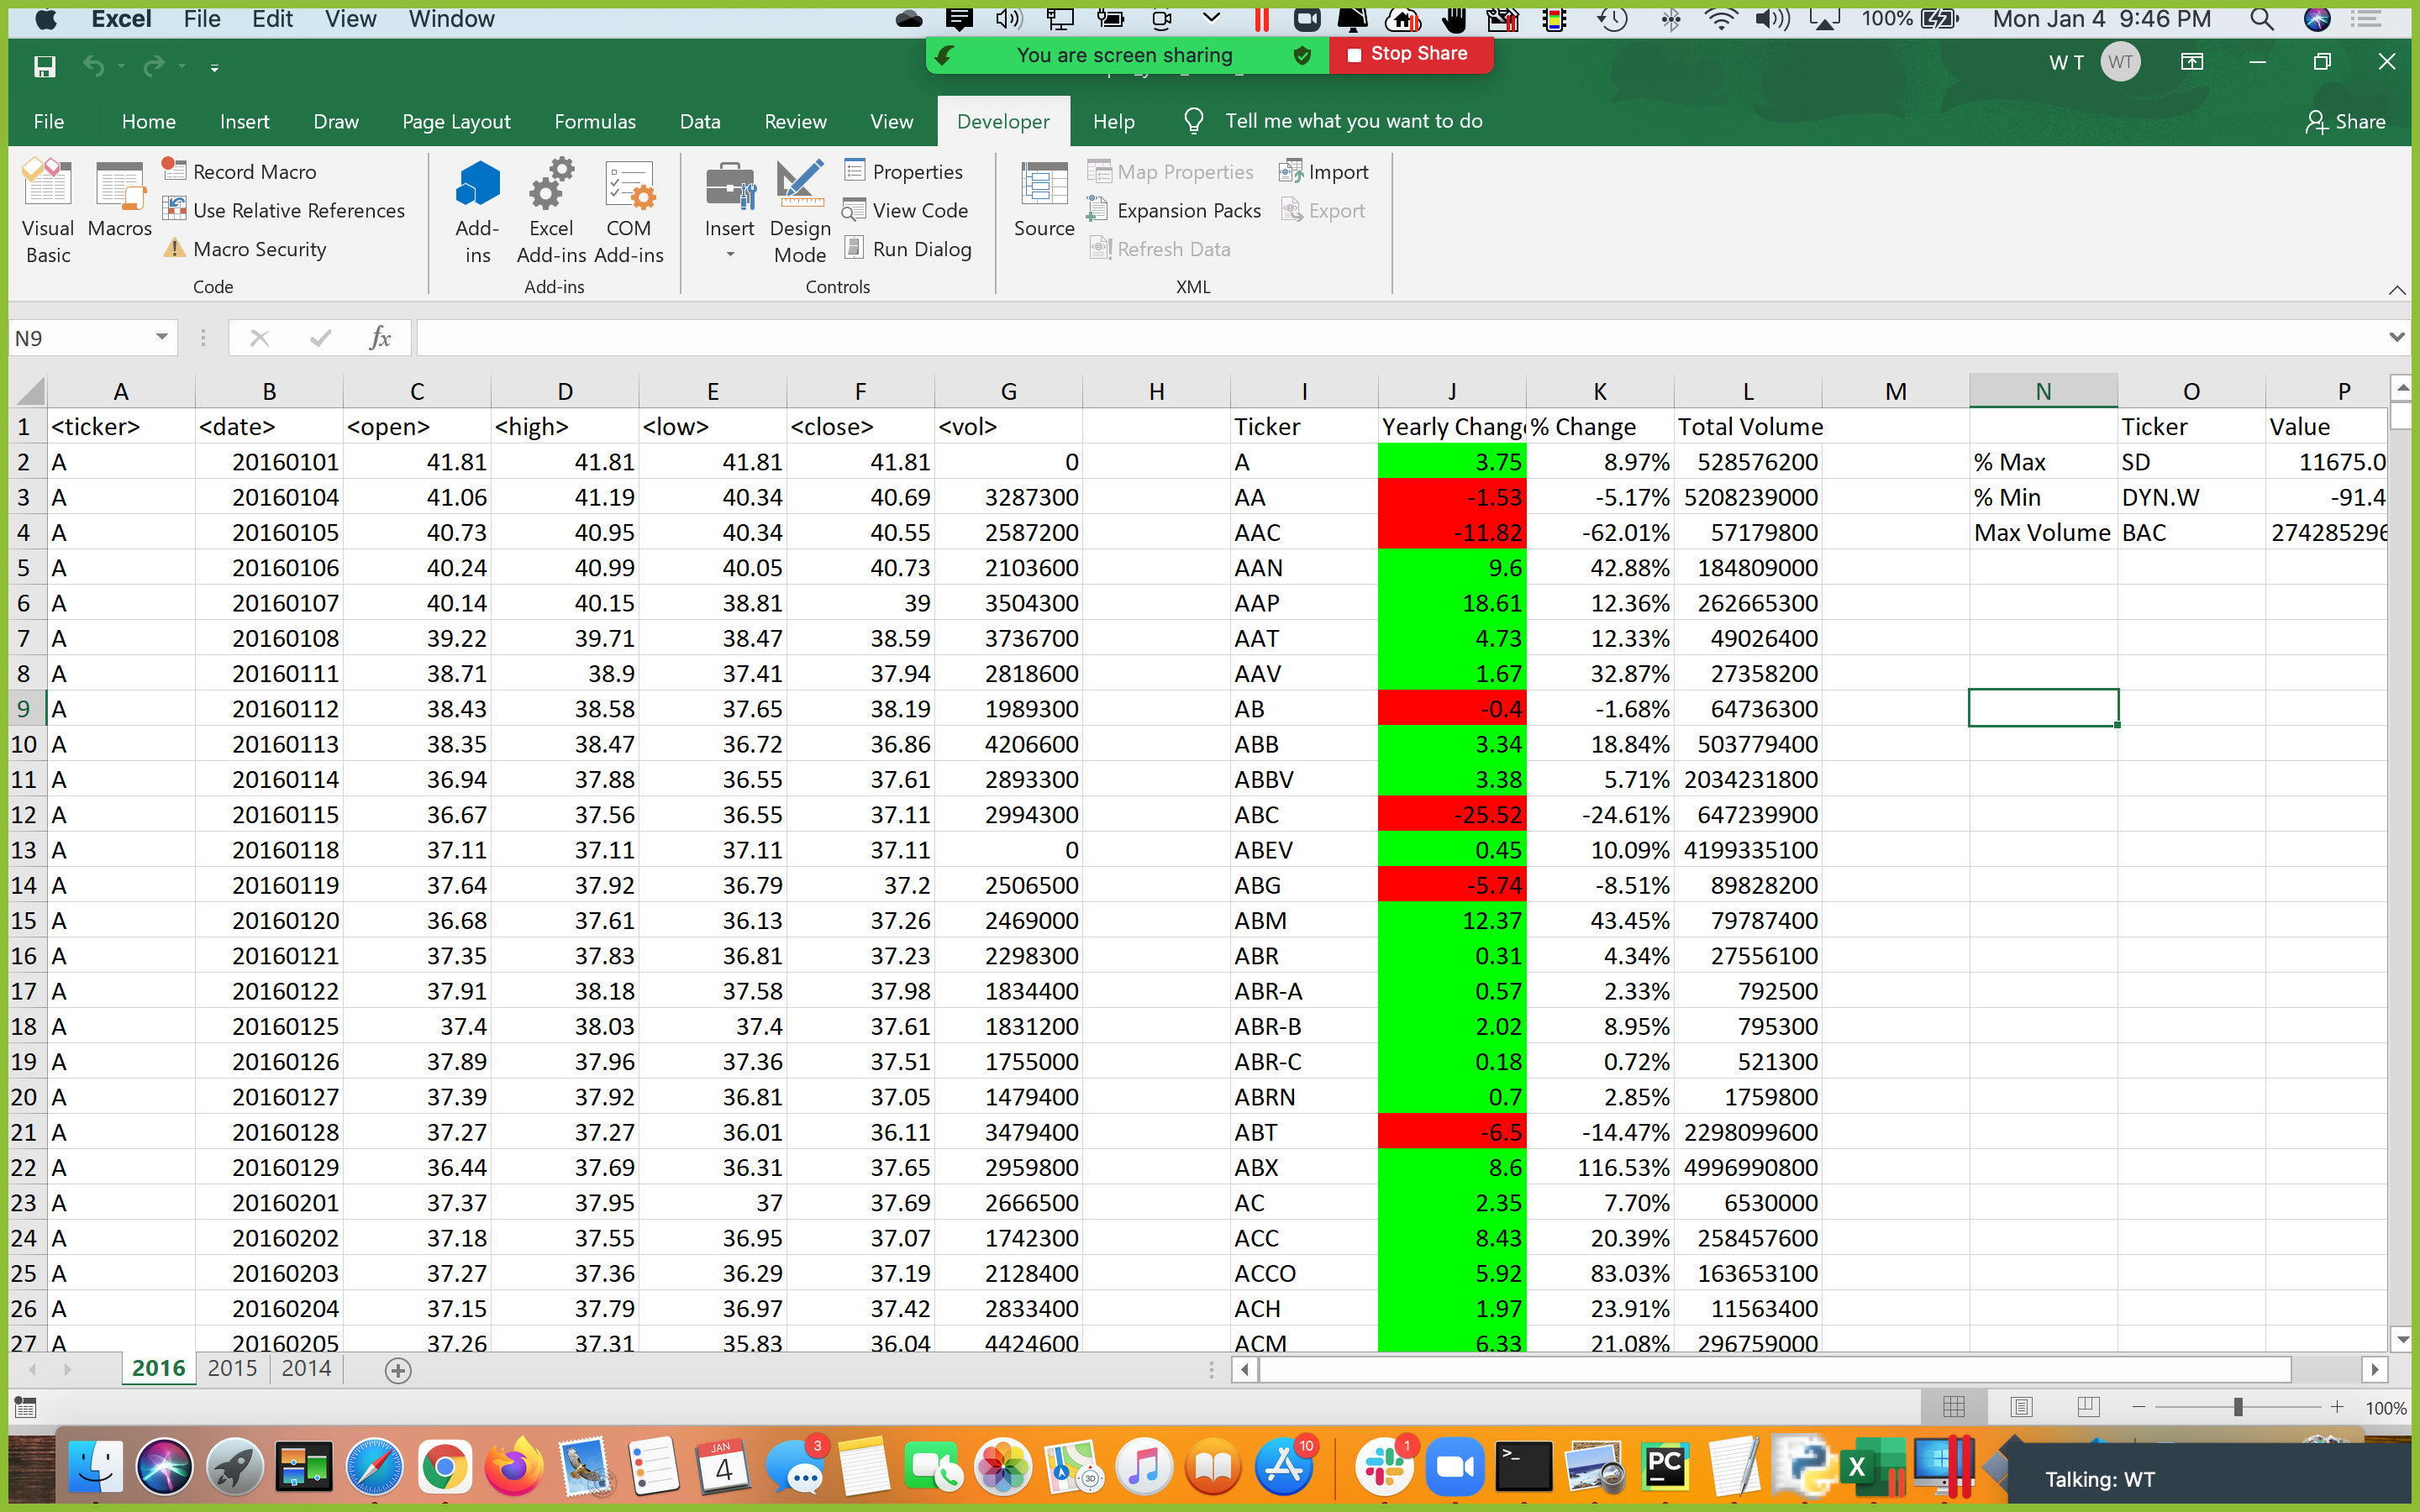 Excel File Edit View Window 100% Mon Jan 4 9:46 PM
You are screen sharing Stop Share
W T WT
File Home Insert Draw Page Layout Formulas Data Review View Developer Help Tell me what you want to do Share
Visual Basic
Macros
Record Macro
Use Relative References
Macro Security
Code
Add-ins
Excel Add-ins
COM Add-ins
Add-ins
Insert
Design Mode
Properties
View Code
Run Dialog
Controls
Source
Map Properties
Expansion Packs
Refresh Data
Import
Export
XML
N9 fx
A B C D E F G H I J K L M N O P
1 <ticker> <date> <open> <high> <low> <close> <vol> Ticker Yearly Chang % Change Total Volume Ticker Value
2 A 20160101 41.81 41.81 41.81 41.81 0 A 3.75 8.97% 528576200 % Max SD 11675.0
3 A 20160104 41.06 41.19 40.34 40.69 3287300 AA -1.53 -5.17% 5208239000 % Min DYN.W -91.4
4 A 20160105 40.73 40.95 40.34 40.55 2587200 AAC -11.82 -62.01% 57179800 Max Volume BAC 274285296
5 A 20160106 40.24 40.99 40.05 40.73 2103600 AAN 9.6 42.88% 184809000
6 A 20160107 40.14 40.15 38.81 39 3504300 AAP 18.61 12.36% 262665300
7 A 20160108 39.22 39.71 38.47 38.59 3736700 AAT 4.73 12.33% 49026400
8 A 20160111 38.71 38.9 37.41 37.94 2818600 AAV 1.67 32.87% 27358200
9 A 20160112 38.43 38.58 37.65 38.19 1989300 AB -0.4 -1.68% 64736300
10 A 20160113 38.35 38.47 36.72 36.86 4206600 ABB 3.34 18.84% 503779400
11 A 20160114 36.94 37.88 36.55 37.61 2893300 ABBV 3.38 5.71% 2034231800
12 A 20160115 36.67 37.56 36.55 37.11 2994300 ABC -25.52 -24.61% 647239900
13 A 20160118 37.11 37.11 37.11 37.11 0 ABEV 0.45 10.09% 4199335100
14 A 20160119 37.64 37.92 36.79 37.2 2506500 ABG -5.74 -8.51% 89828200
15 A 20160120 36.68 37.61 36.13 37.26 2469000 ABM 12.37 43.45% 79787400
16 A 20160121 37.35 37.83 36.81 37.23 2298300 ABR 0.31 4.34% 27556100
17 A 20160122 37.91 38.18 37.58 37.98 1834400 ABR-A 0.57 2.33% 792500
18 A 20160125 37.4 38.03 37.4 37.61 1831200 ABR-B 2.02 8.95% 795300
19 A 20160126 37.89 37.96 37.36 37.51 1755000 ABR-C 0.18 0.72% 521300
20 A 20160127 37.39 37.92 36.81 37.05 1479400 ABRN 0.7 2.85% 1759800
21 A 20160128 37.27 37.27 36.01 36.11 3479400 ABT -6.5 -14.47% 2298099600
22 A 20160129 36.44 37.69 36.31 37.65 2959800 ABX 8.6 116.53% 4996990800
23 A 20160201 37.37 37.95 37 37.69 2666500 AC 2.35 7.70% 6530000
24 A 20160202 37.18 37.55 36.95 37.07 1742300 ACC 8.43 20.39% 258457600
25 A 20160203 37.27 37.36 36.29 37.19 2128400 ACCO 5.92 83.03% 163653100
26 A 20160204 37.15 37.79 36.97 37.42 2833400 ACH 1.97 23.91% 11563400
27 A 20160205 37.26 37.31 35.83 36.04 4424600 ACM 6.33 21.08% 296759000
2016 2015 2014
100%
JAN 4 3 3D 10 1 >_ PC X
Talking: WT